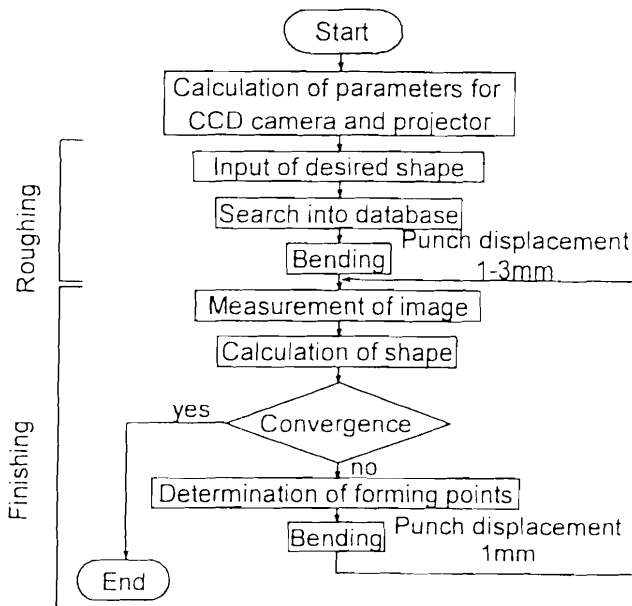 Start
Calculation of parameters for
CCD camera and projector
Roughing
Input of desired shape
Search into database
Bending
Punch displacement
1-3mm
Finishing
Measurement of image
Calculation of shape
yes
Convergence
no
Determination of forming points
Bending
Punch displacement
1mm
End